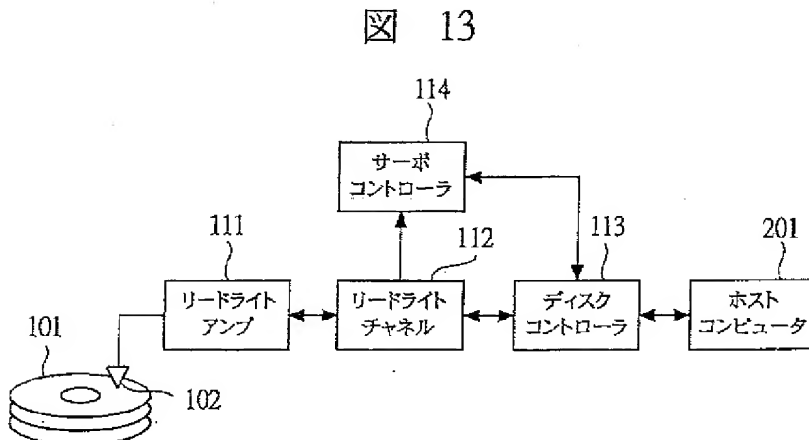 図 13
114
サーボ
コントローラ
111
112
113
201
リードライト
アンプ
リードライト
チャネル
ディスク
コントローラ
ホスト
コンピュータ
101
102